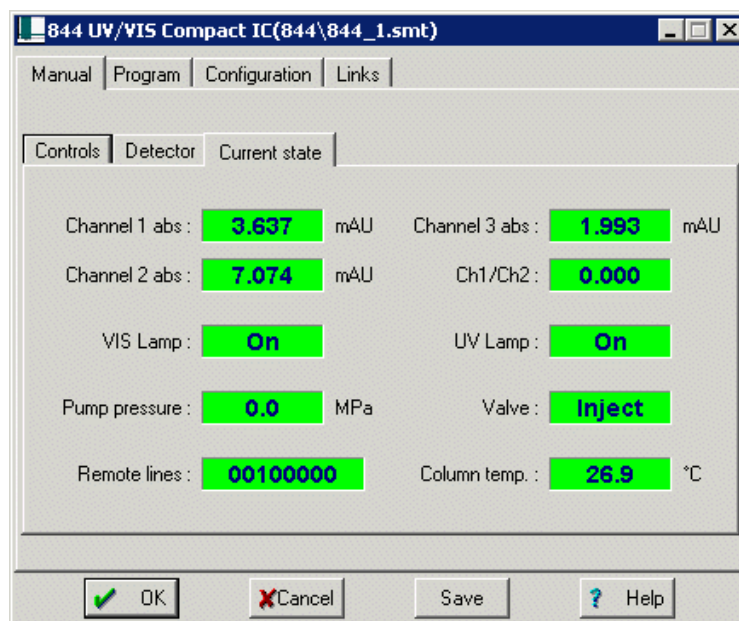 844 UV/VIS Compact IC(844\844_1.smt)
Manual Program Configuration Links
Controls Detector Current state
Channel 1 abs : 3.637 mAU Channel 3 abs : 1.993 mAU
Channel 2 abs : 7.074 mAU Ch1/Ch2 : 0.000
VIS Lamp : On UV Lamp : On
Pump pressure : 0.0 MPa Valve : Inject
Remote lines : 00100000 Column temp. : 26.9 °C
OK Cancel Save ? Help